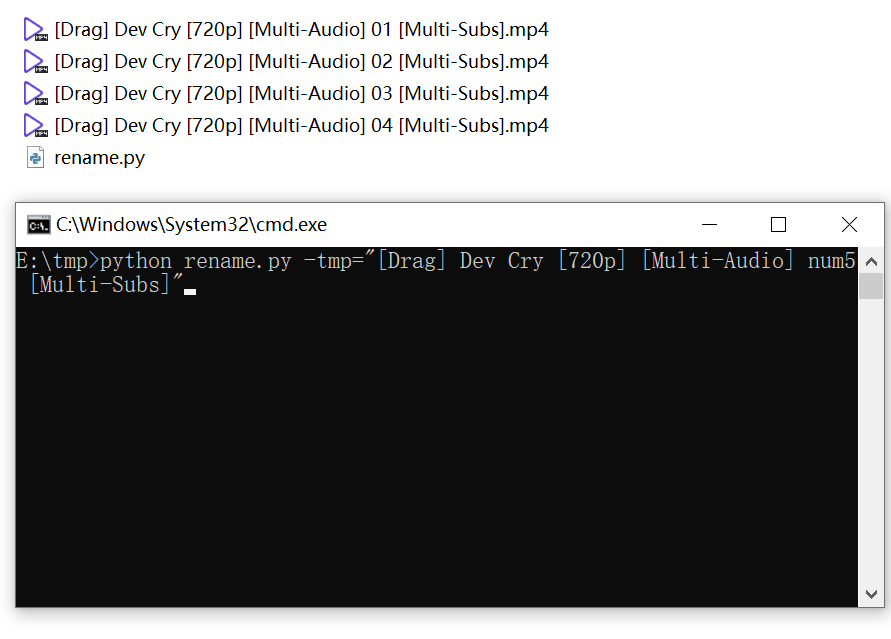 [Drag] Dev Cry [720p] [Multi-Audio] 01 [Multi-Subs].mp4
[Drag] Dev Cry [720p] [Multi-Audio] 02 [Multi-Subs].mp4
[Drag] Dev Cry [720p] [Multi-Audio] 03 [Multi-Subs].mp4
[Drag] Dev Cry [720p] [Multi-Audio] 04 [Multi-Subs].mp4
rename.py
C:\Windows\System32\cmd.exe
E:\tmp>python rename.py -tmp="[Drag] Dev Cry [720p] [Multi-Audio] num5
[Multi-Subs]"